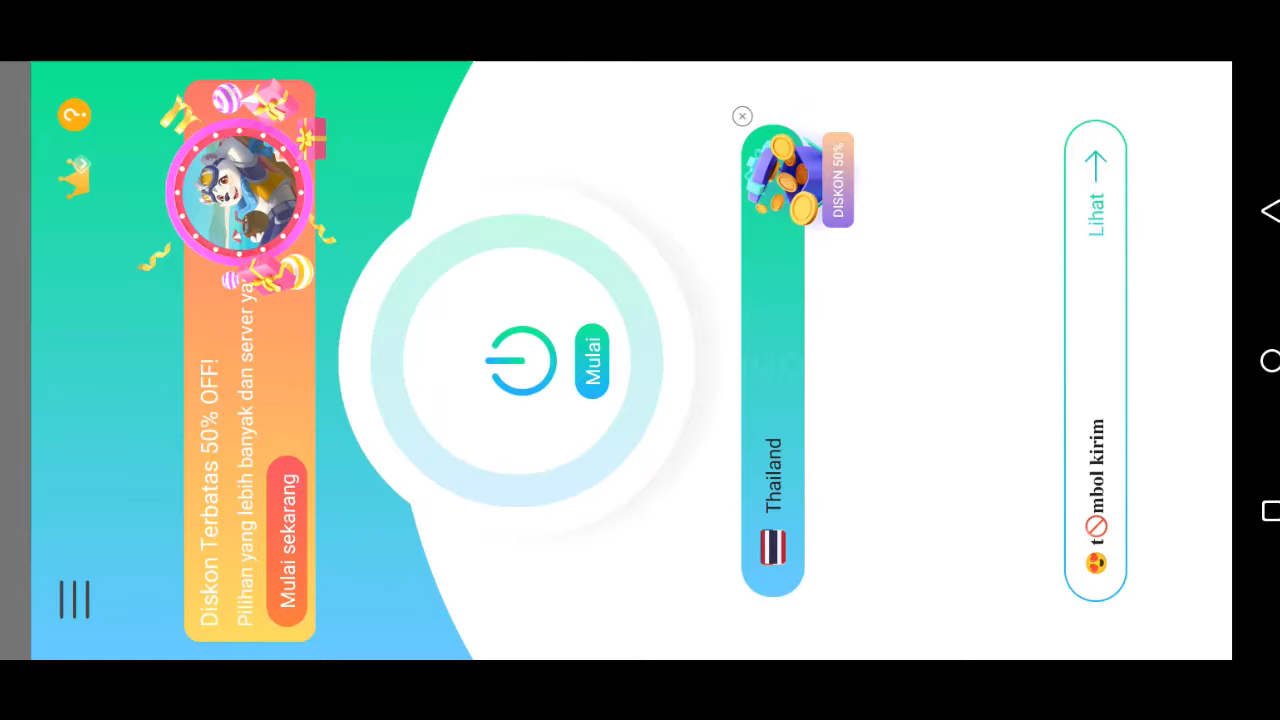 Diskon Terbatas 50% OFF!
Pilihan yang lebih banyak dan server ya
Mulai sekarang
Mulai
Thailand
DISKON 50%
😍 t🚫mbol kirim
Lihat →